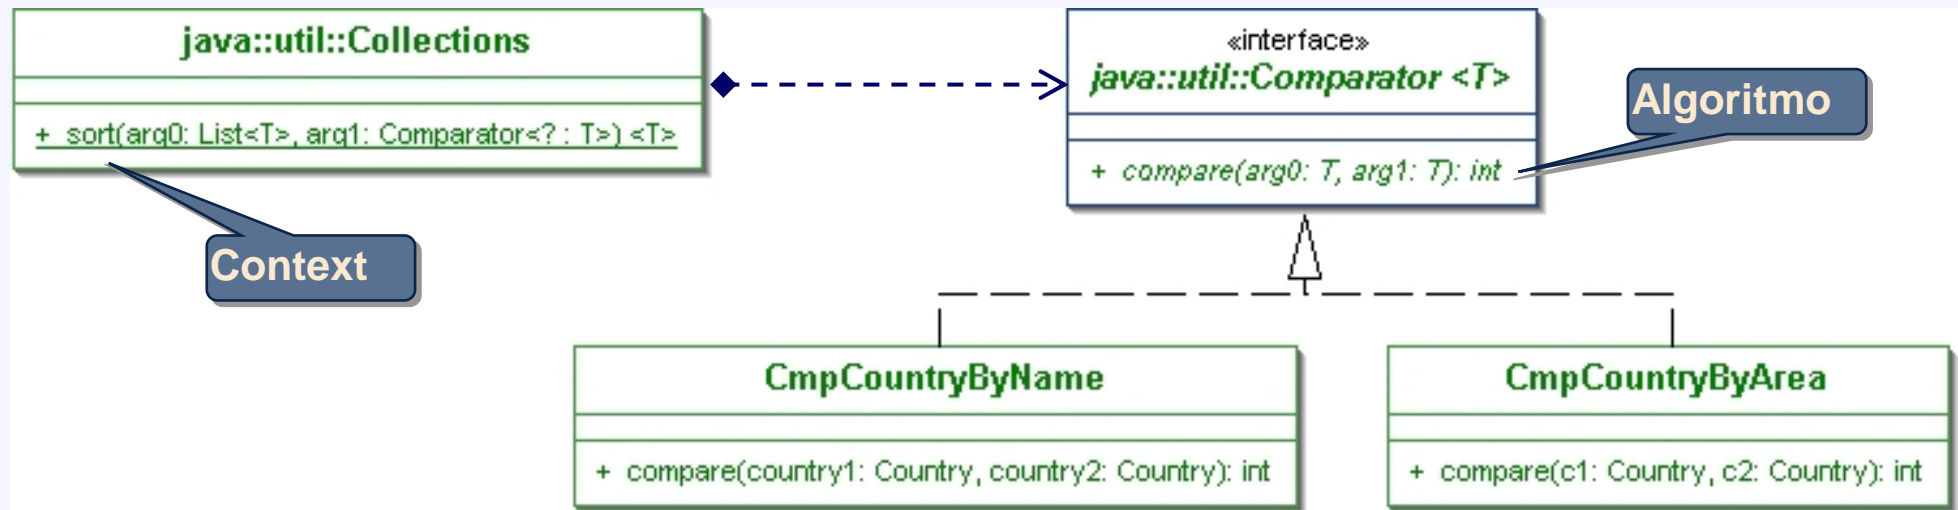 java::util::Collections
+ sort(arg0: List<T>, arg1: Comparator<? : T>) <T>
Context
«interface»
java::util::Comparator <T>
+ compare(arg0: T, arg1: T): int
Algoritmo
CmpCountryByName
+ compare(country1: Country, country2: Country): int
CmpCountryByArea
+ compare(c1: Country, c2: Country): int